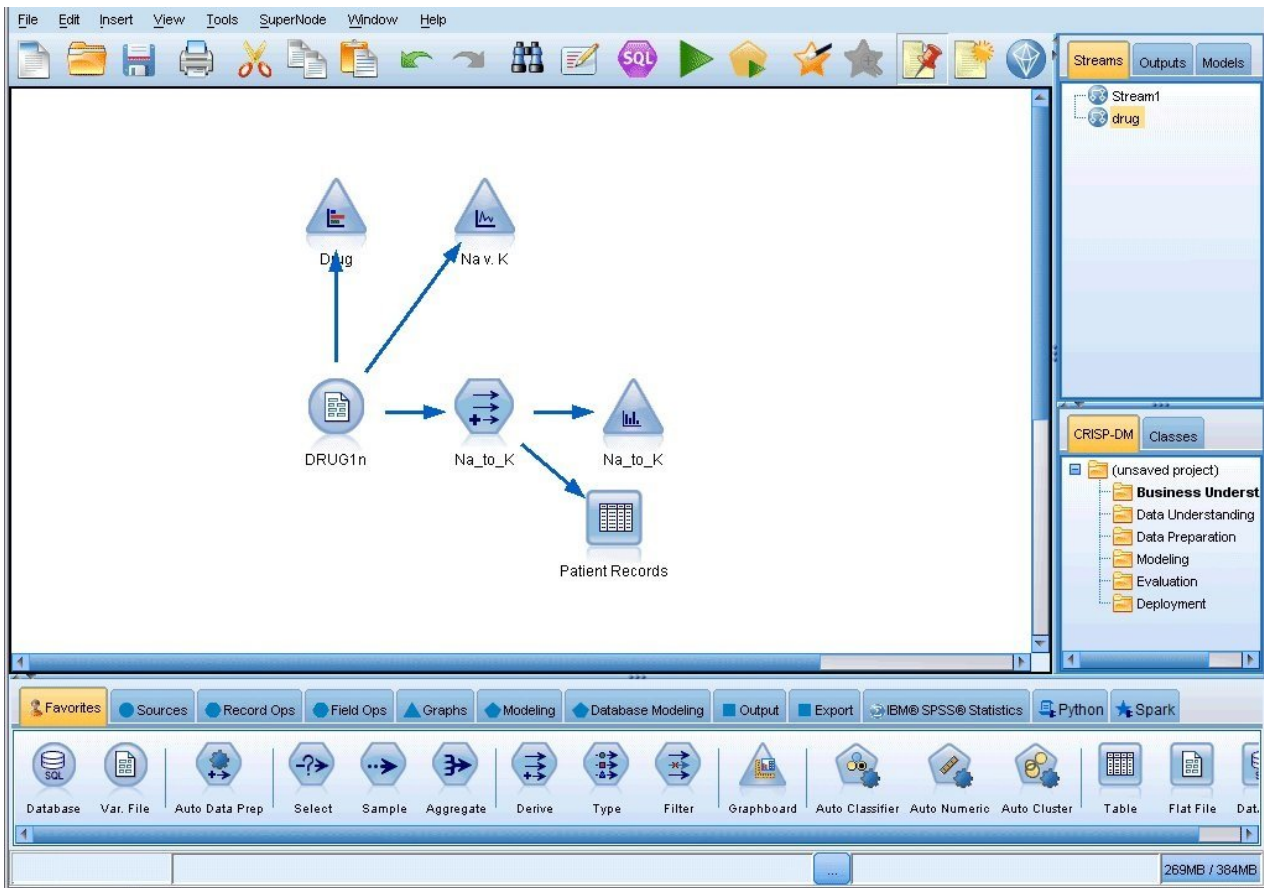 File Edit Insert View Tools SuperNode Window Help
SQL
Streams Outputs Models
Stream1
drug
Drug
Na v. K
DRUG1n
Na_to_K
Na_to_K
Patient Records
CRISP-DM Classes
(unsaved project)
Business Underst
Data Understanding
Data Preparation
Modeling
Evaluation
Deployment
Favorites Sources Record Ops Field Ops Graphs Modeling Database Modeling Output Export IBM® SPSS® Statistics Python Spark
SQL
Database Var. File Auto Data Prep Select Sample Aggregate Derive Type Filter Graphboard Auto Classifier Auto Numeric Auto Cluster Table Flat File Dat.
...
269MB / 384MB